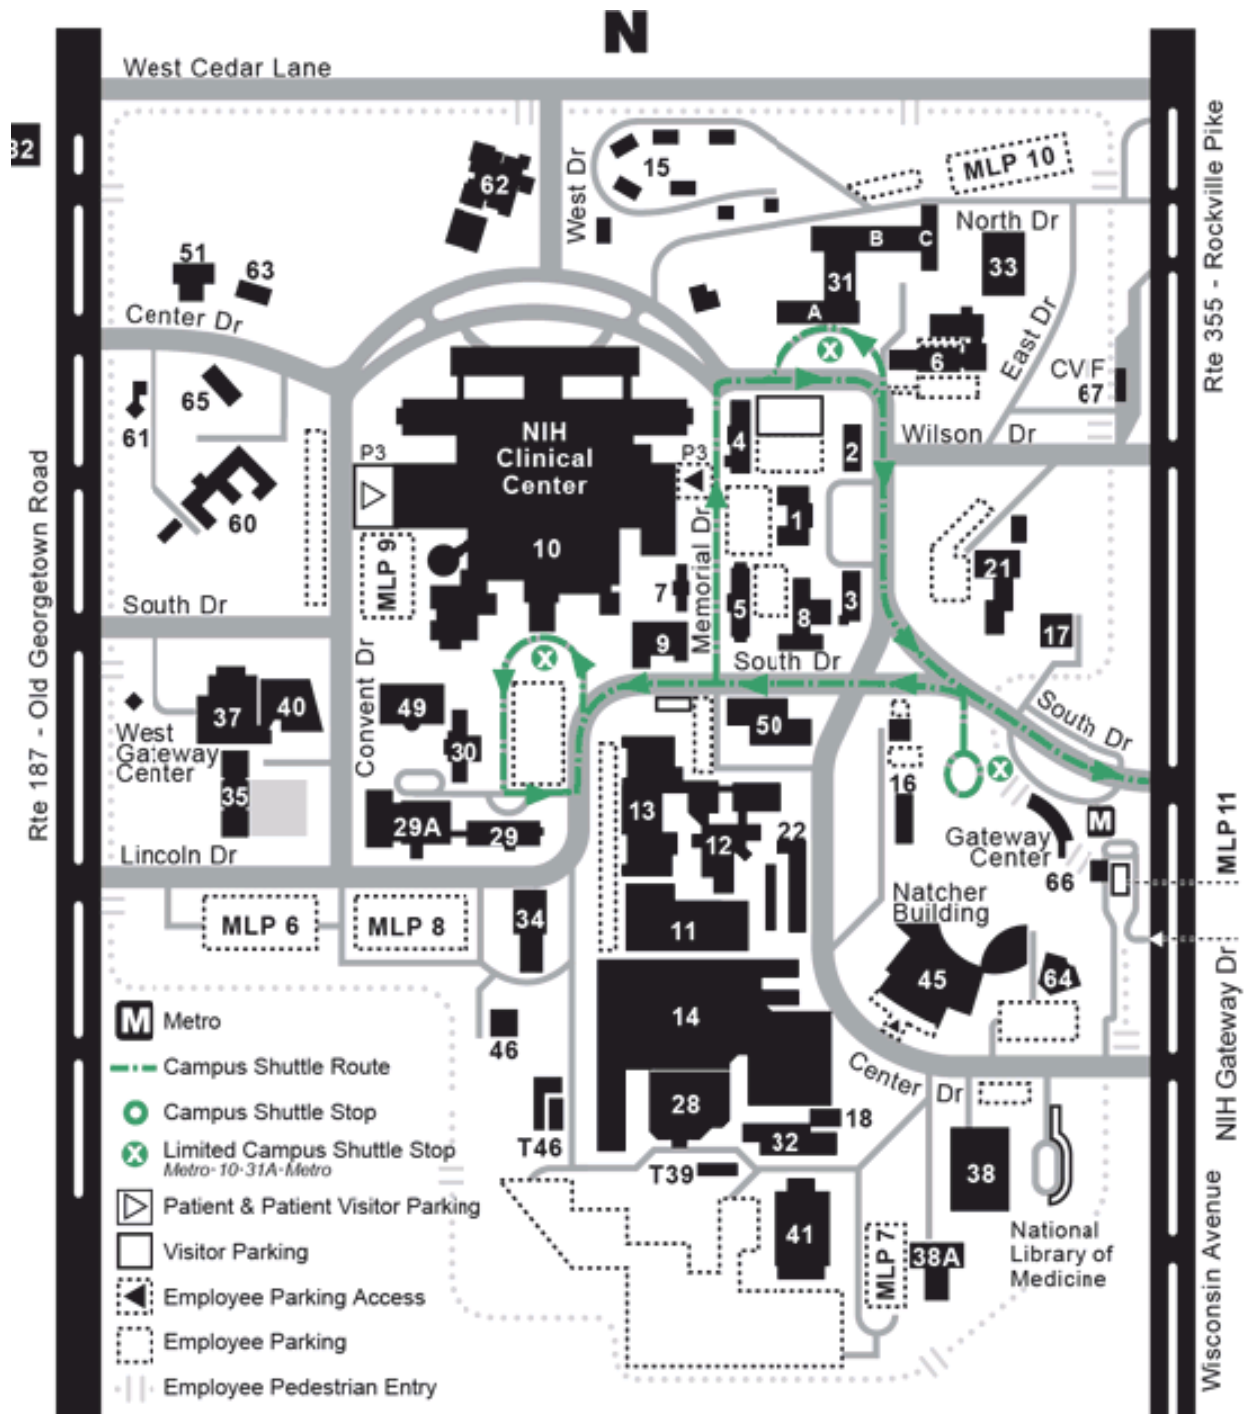 N
West Cedar Lane
82
62
West Dr
15
MLP 10
Rte 355 - Rockville Pike
North Dr
B
C
31
33
A
51
63
Center Dr
6
East Dr
CVIF
67
65
61
60
P3
NIH
Clinical
Center
10
P3
4
2
Wilson Dr
1
MLP 9
7
Memorial Dr
5
8
3
21
17
South Dr
9
South Dr
South Dr
Rte 187 - Old Georgetown Road
37
40
West
Gateway
Center
35
Convent Dr
49
30
50
16
29A
29
13
12
22
M
Gateway
Center
66
MLP11
Lincoln Dr
MLP 6
MLP 8
34
11
Natcher
Building
45
64
14
46
Center Dr
NIH Gateway Dr
28
18
T46
32
T39
38
41
MLP 7
38A
National
Library of
Medicine
Wisconsin Avenue
M Metro
Campus Shuttle Route
Campus Shuttle Stop
X Limited Campus Shuttle Stop
Metro-10-31A-Metro
Patient & Patient Visitor Parking
Visitor Parking
Employee Parking Access
Employee Parking
Employee Pedestrian Entry